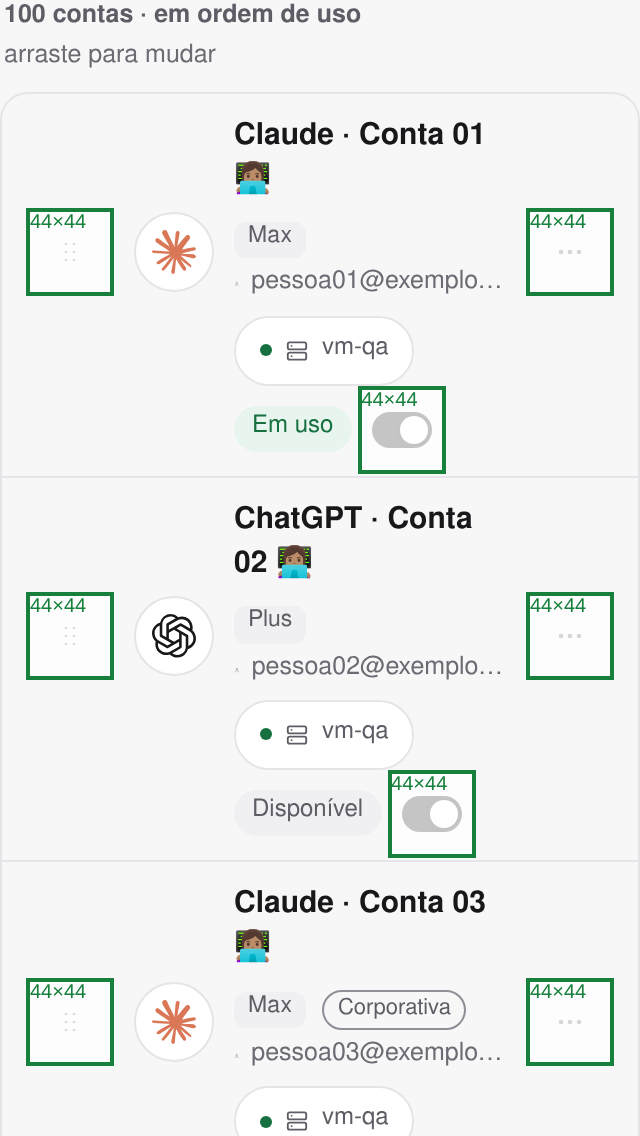 100 contas · em ordem de uso
arraste para mudar
Claude · Conta 01
👩🏽‍💻
44×44
44×44
Max
pessoa01@exemplo…
vm-qa
Em uso
44×44
ChatGPT · Conta
02 👩🏽‍💻
44×44
44×44
Plus
pessoa02@exemplo…
vm-qa
Disponível
44×44
Claude · Conta 03
👩🏽‍💻
44×44
44×44
Max Corporativa
pessoa03@exemplo…
vm-qa